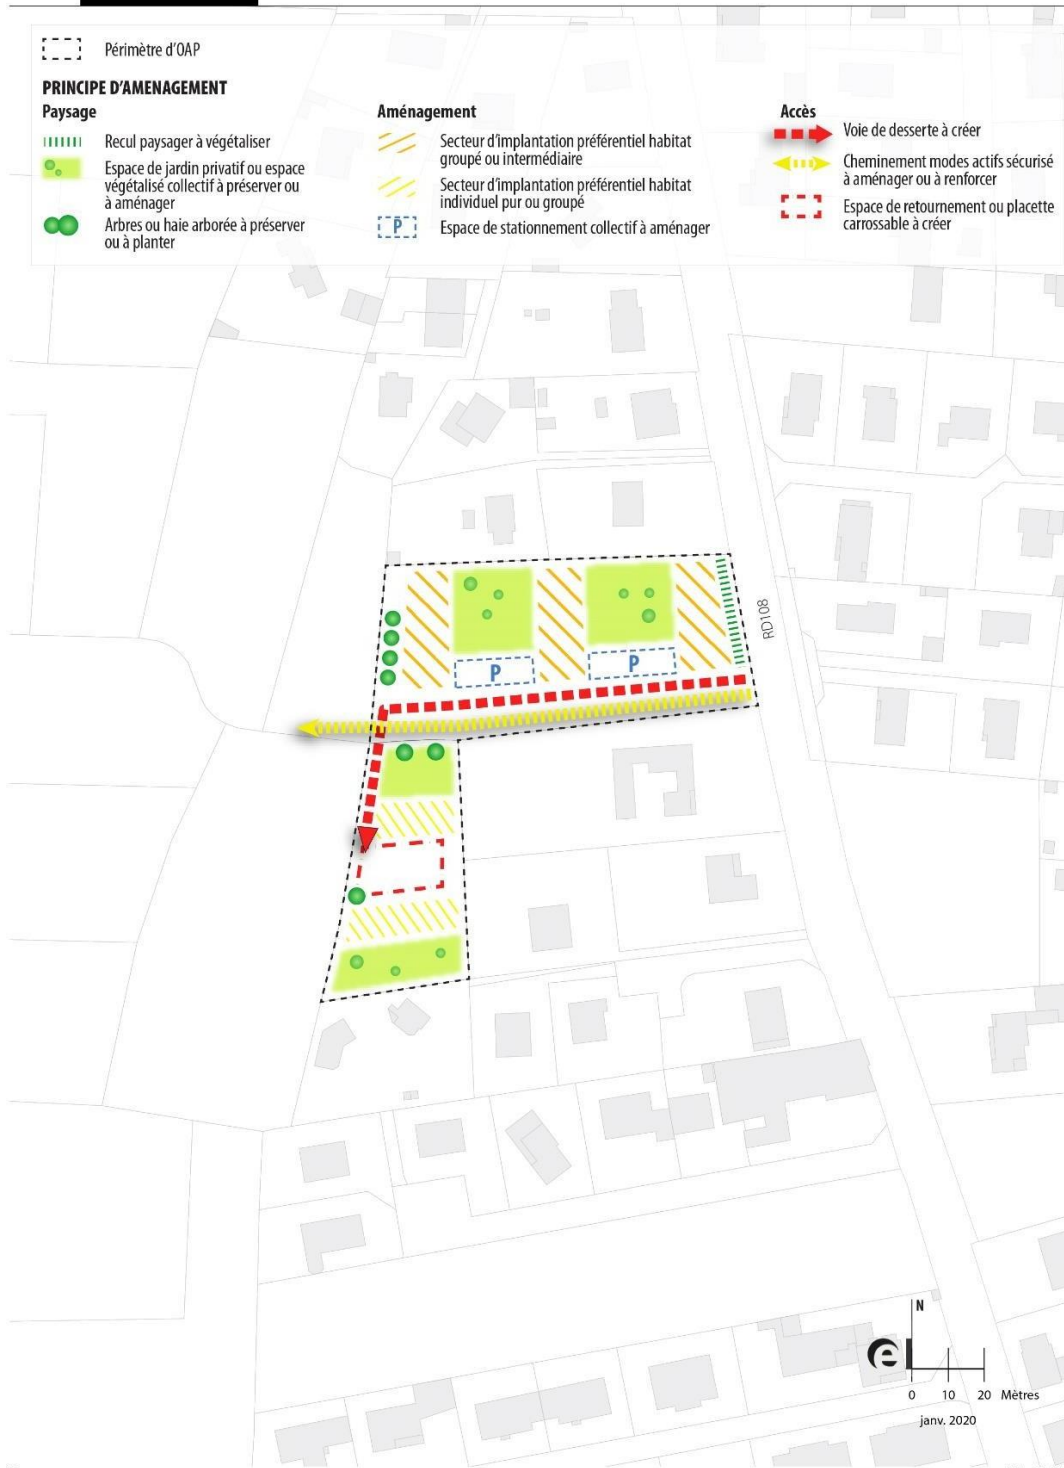 Périmètre d'OAP
PRINCIPE D'AMENAGEMENT
Paysage
Recul paysager à végétaliser
Espace de jardin privatif ou espace
végétalisé collectif à préserver ou
à aménager
Arbres ou haie arborée à préserver
ou à planter
Aménagement
Secteur d'implantation préférentiel habitat
groupé ou intermédiaire
Secteur d'implantation préférentiel habitat
individuel pur ou groupé
P
Espace de stationnement collectif à aménager
Accès
Voie de desserte à créer
Cheminement modes actifs sécurisé
à aménager ou à renforcer
Espace de retournement ou placette
carrossable à créer
RD108
P
P
N
e
0 10 20 Mètres
janv. 2020